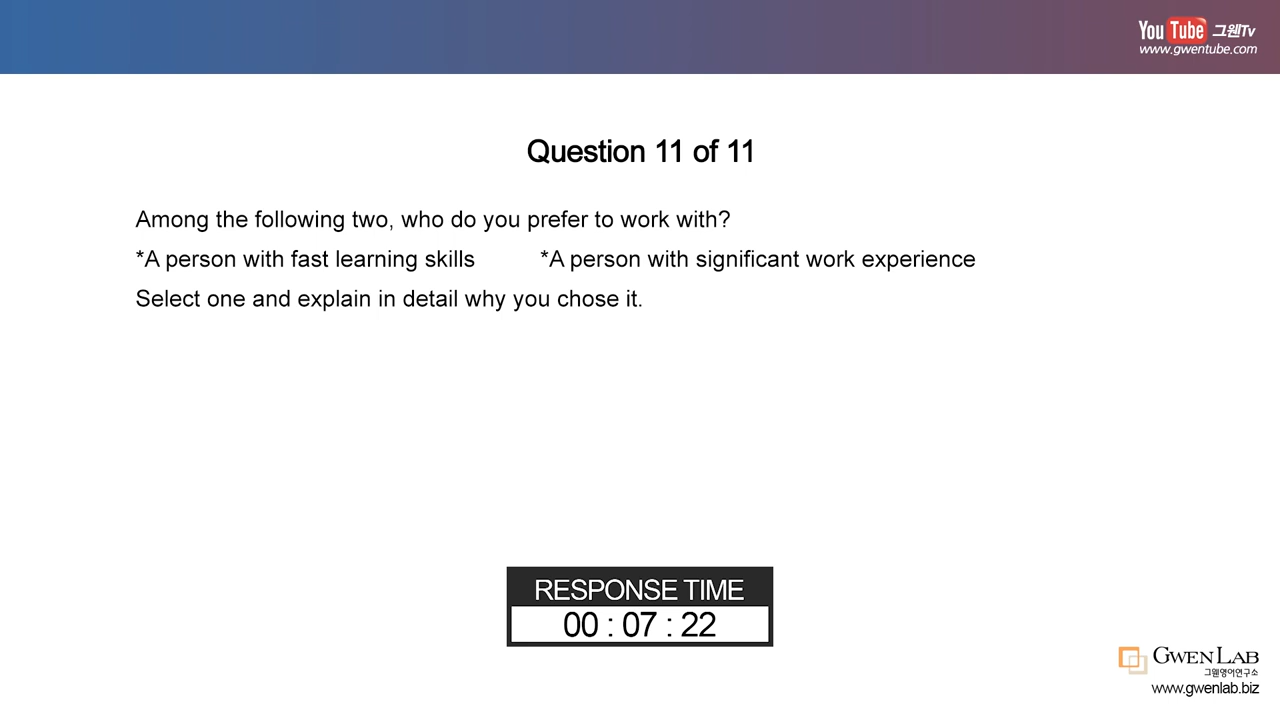 You Tube 그웬Tv
www.gwentube.com
Question 11 of 11
Among the following two, who do you prefer to work with?
*A person with fast learning skills *A person with significant work experience
Select one and explain in detail why you chose it.
RESPONSE TIME
00 : 07 : 22
GWEN LAB
그웬영어연구소
www.gwenlab.biz